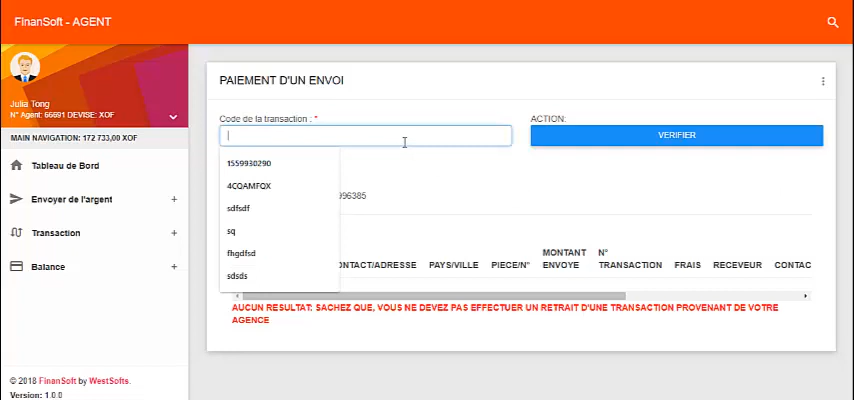 FinanSoft - AGENT
Julia Tong
N° Agent: 66691 DEVISE: XOF
MAIN NAVIGATION: 172 733,00 XOF
Tableau de Bord
Envoyer de l'argent +
Transaction +
Balance +
© 2018 FinanSoft by WestSofts.
Version: 1.0.0
PAIEMENT D'UN ENVOI
Code de la transaction : *
ACTION:
VERIFIER
1559930290
4CQAMFQX
sdfsdf
sq
fhgdfsd
sdsds
996385
ONTACT/ADRESSE PAYS/VILLE PIECE/N° MONTANT ENVOYE N° TRANSACTION FRAIS RECEVEUR CONTAC
AUCUN RESULTAT: SACHEZ QUE, VOUS NE DEVEZ PAS EFFECTUER UN RETRAIT D'UNE TRANSACTION PROVENANT DE VOTRE
AGENCE